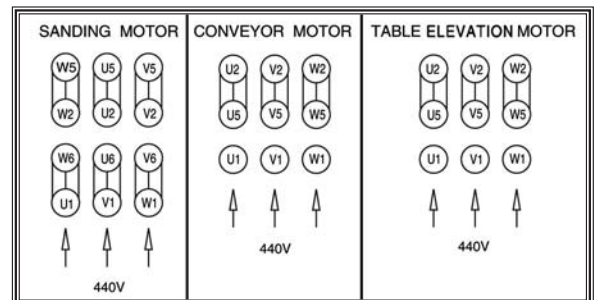 SANDING MOTOR
W5 U5 V5
W2 U2 V2
W6 U6 V6
U1 V1 W1
440V
CONVEYOR MOTOR
U2 V2 W2
U5 V5 W5
U1 V1 W1
440V
TABLE ELEVATION MOTOR
U2 V2 W2
U5 V5 W5
U1 V1 W1
440V